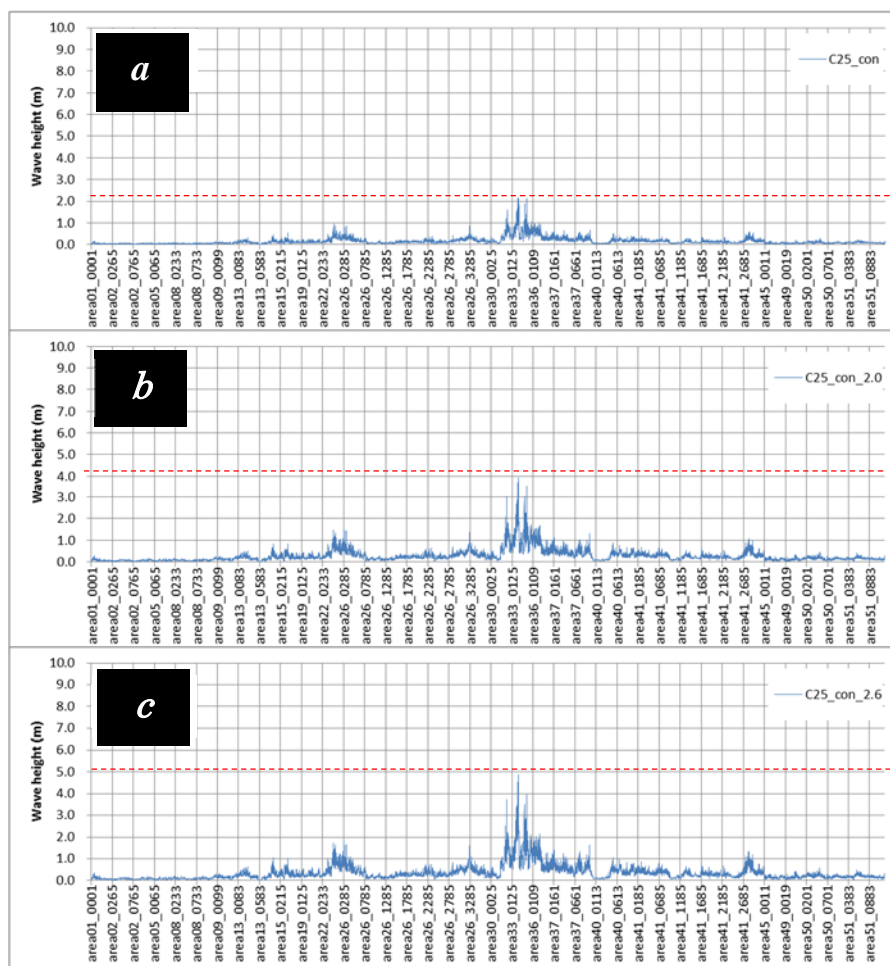 a
C25_con
Wave height (m)
10.0
9.0
8.0
7.0
6.0
5.0
4.0
3.0
2.0
1.0
0.0
area01_0001
area02_0265
area02_0765
area05_0065
area08_0233
area08_0733
area09_0099
area13_0083
area13_0583
area15_0215
area19_0125
area22_0233
area26_0285
area26_0785
area26_1285
area26_1785
area26_2285
area26_2785
area26_3285
area30_0025
area33_0125
area36_0109
area37_0161
area37_0661
area40_0113
area40_0613
area41_0185
area41_0685
area41_1185
area41_1685
area41_2185
area41_2685
area45_0011
area49_0019
area50_0201
area50_0701
area51_0383
area51_0883
b
C25_con_2.0
Wave height (m)
10.0
9.0
8.0
7.0
6.0
5.0
4.0
3.0
2.0
1.0
0.0
area01_0001
area02_0265
area02_0765
area05_0065
area08_0233
area08_0733
area09_0099
area13_0083
area13_0583
area15_0215
area19_0125
area22_0233
area26_0285
area26_0785
area26_1285
area26_1785
area26_2285
area26_2785
area26_3285
area30_0025
area33_0125
area36_0109
area37_0161
area37_0661
area40_0113
area40_0613
area41_0185
area41_0685
area41_1185
area41_1685
area41_2185
area41_2685
area45_0011
area49_0019
area50_0201
area50_0701
area51_0383
area51_0883
c
C25_con_2.6
Wave height (m)
10.0
9.0
8.0
7.0
6.0
5.0
4.0
3.0
2.0
1.0
0.0
area01_0001
area02_0265
area02_0765
area05_0065
area08_0233
area08_0733
area09_0099
area13_0083
area13_0583
area15_0215
area19_0125
area22_0233
area26_0285
area26_0785
area26_1285
area26_1785
area26_2285
area26_2785
area26_3285
area30_0025
area33_0125
area36_0109
area37_0161
area37_0661
area40_0113
area40_0613
area41_0185
area41_0685
area41_1185
area41_1685
area41_2185
area41_2685
area45_0011
area49_0019
area50_0201
area50_0701
area51_0383
area51_0883